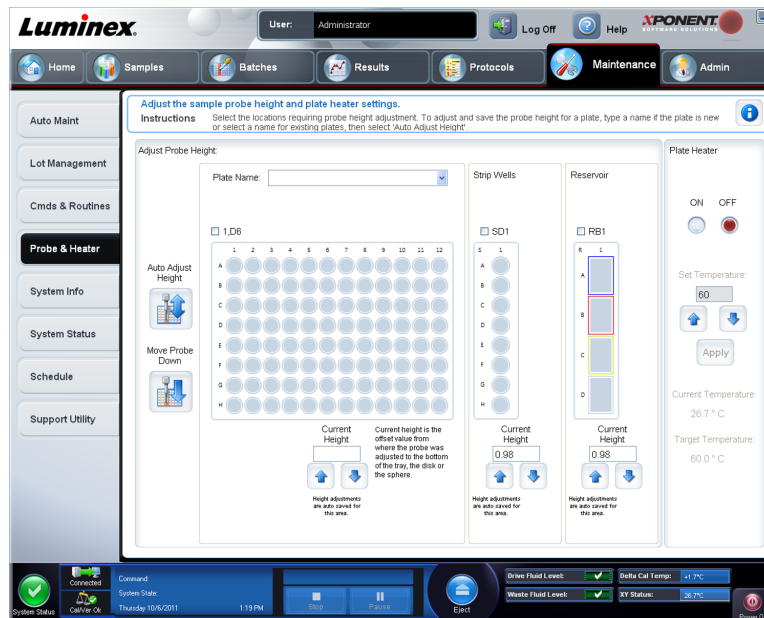 Luminex.
User: Administrator
Log Off
Help
XPONENT.
SOFTWARE SOLUTIONS
Home
Samples
Batches
Results
Protocols
Maintenance
Admin
Auto Maint
Lot Management
Cmds & Routines
Probe & Heater
System Info
System Status
Schedule
Support Utility
Adjust the sample probe height and plate heater settings.
Instructions
Select the locations requiring probe height adjustment. To adjust and save the probe height for a plate, type a name if the plate is new
or select a name for existing plates, then select 'Auto Adjust Height'.
Adjust Probe Height:
Plate Name:
Auto Adjust
Height
Move Probe
Down
1,D6
1 2 3 4 5 6 7 8 9 10 11 12
A
B
C
D
E
F
G
H
Current
Height
Current height is the
offset value from
where the probe was
adjusted to the bottom
of the tray, the disk or
the sphere.
Height adjustments
are auto saved for
this area.
Strip Wells
SD1
S 1
A
B
C
D
E
F
G
H
Current
Height
0.98
Height adjustments
are auto saved for
this area.
Reservoir
RB1
R 1
A
B
C
D
Current
Height
0.98
Height adjustments
are auto saved for
this area.
Plate Heater
ON OFF
Set Temperature:
60
Apply
Current Temperature:
26.7 ° C
Target Temperature:
60.0 ° C
System Status
Connected
Cal/Ver Ok
Command:
System State:
Thursday 10/6/2011 1:19 PM
Stop
Pause
Eject
Drive Fluid Level:
Waste Fluid Level:
Delta Cal Temp: +1.7°C
XY Status: 26.7°C